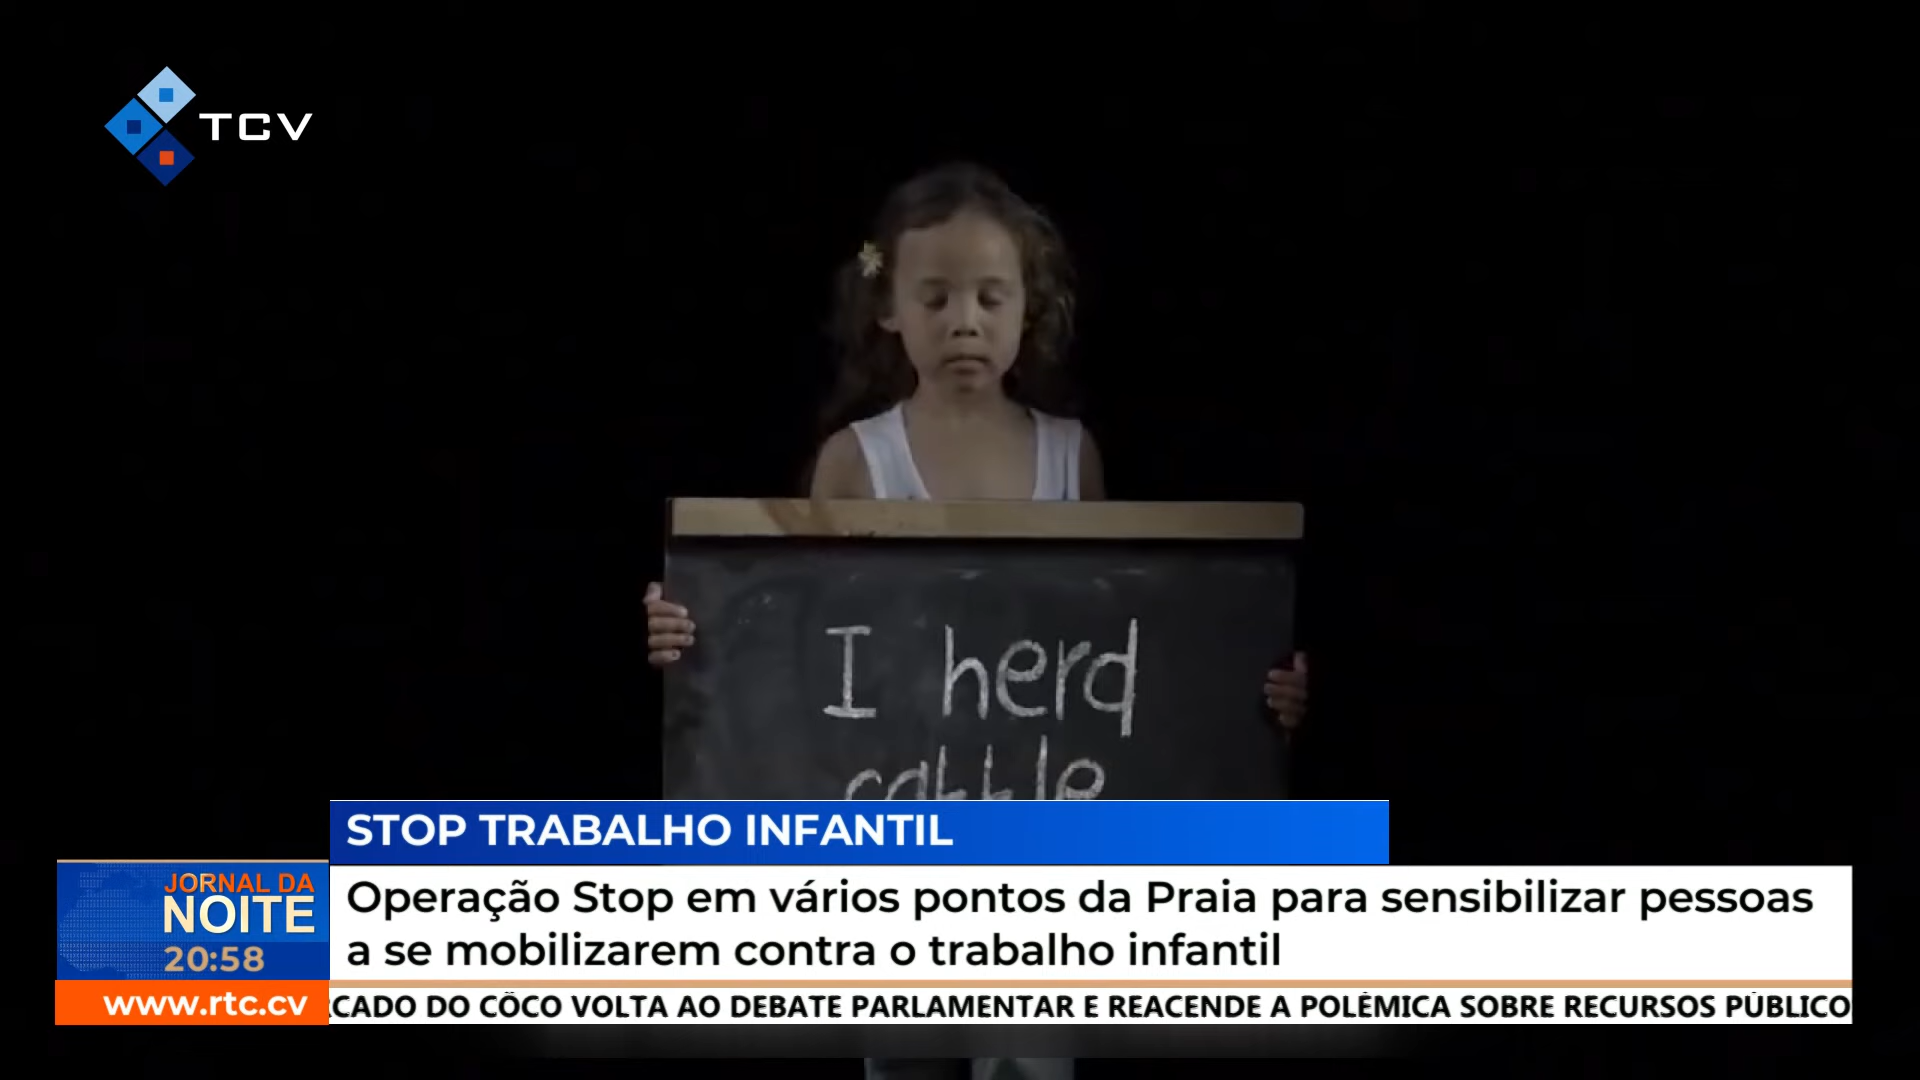 TCV
I herd
cattle
STOP TRABALHO INFANTIL
Operação Stop em vários pontos da Praia para sensibilizar pessoas
a se mobilizarem contra o trabalho infantil
JORNAL DA
NOITE
20:58
www.rtc.cv
RCADO DO CÔCO VOLTA AO DEBATE PARLAMENTAR E REACENDE A POLÉMICA SOBRE RECURSOS PÚBLICO